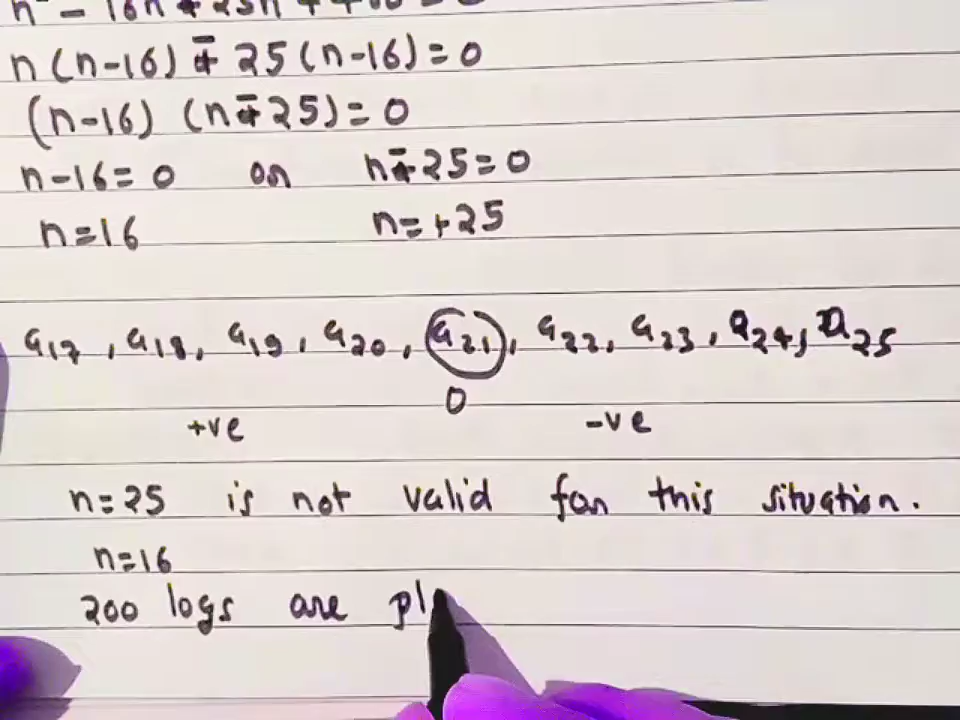 n(n-16) - 25(n-16)=0
(n-16) (n-25)=0
n-16=0 or n-25=0
n=16 n=+25
a17, a18, a19, a20, a21, a22, a23, a24, a25
0
+ve -ve
n=25 is not valid for this situation.
n=16
200 logs are pl